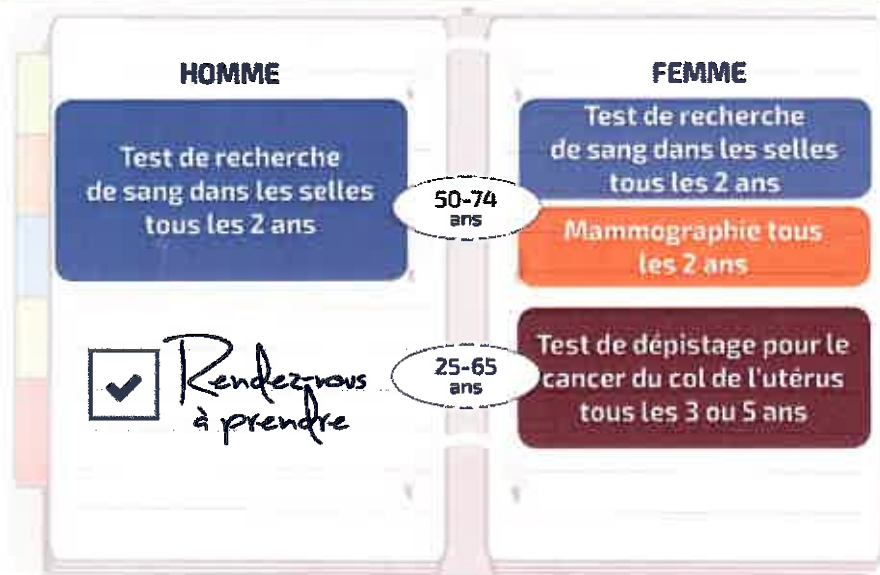 HOMME
Test de recherche
de sang dans les selles
tous les 2 ans
Rendez-vous
à prendre
50-74
ans
25-65
ans
FEMME
Test de recherche
de sang dans les selles
tous les 2 ans
Mammographie tous
les 2 ans
Test de dépistage pour le
cancer du col de l'utérus
tous les 3 ou 5 ans